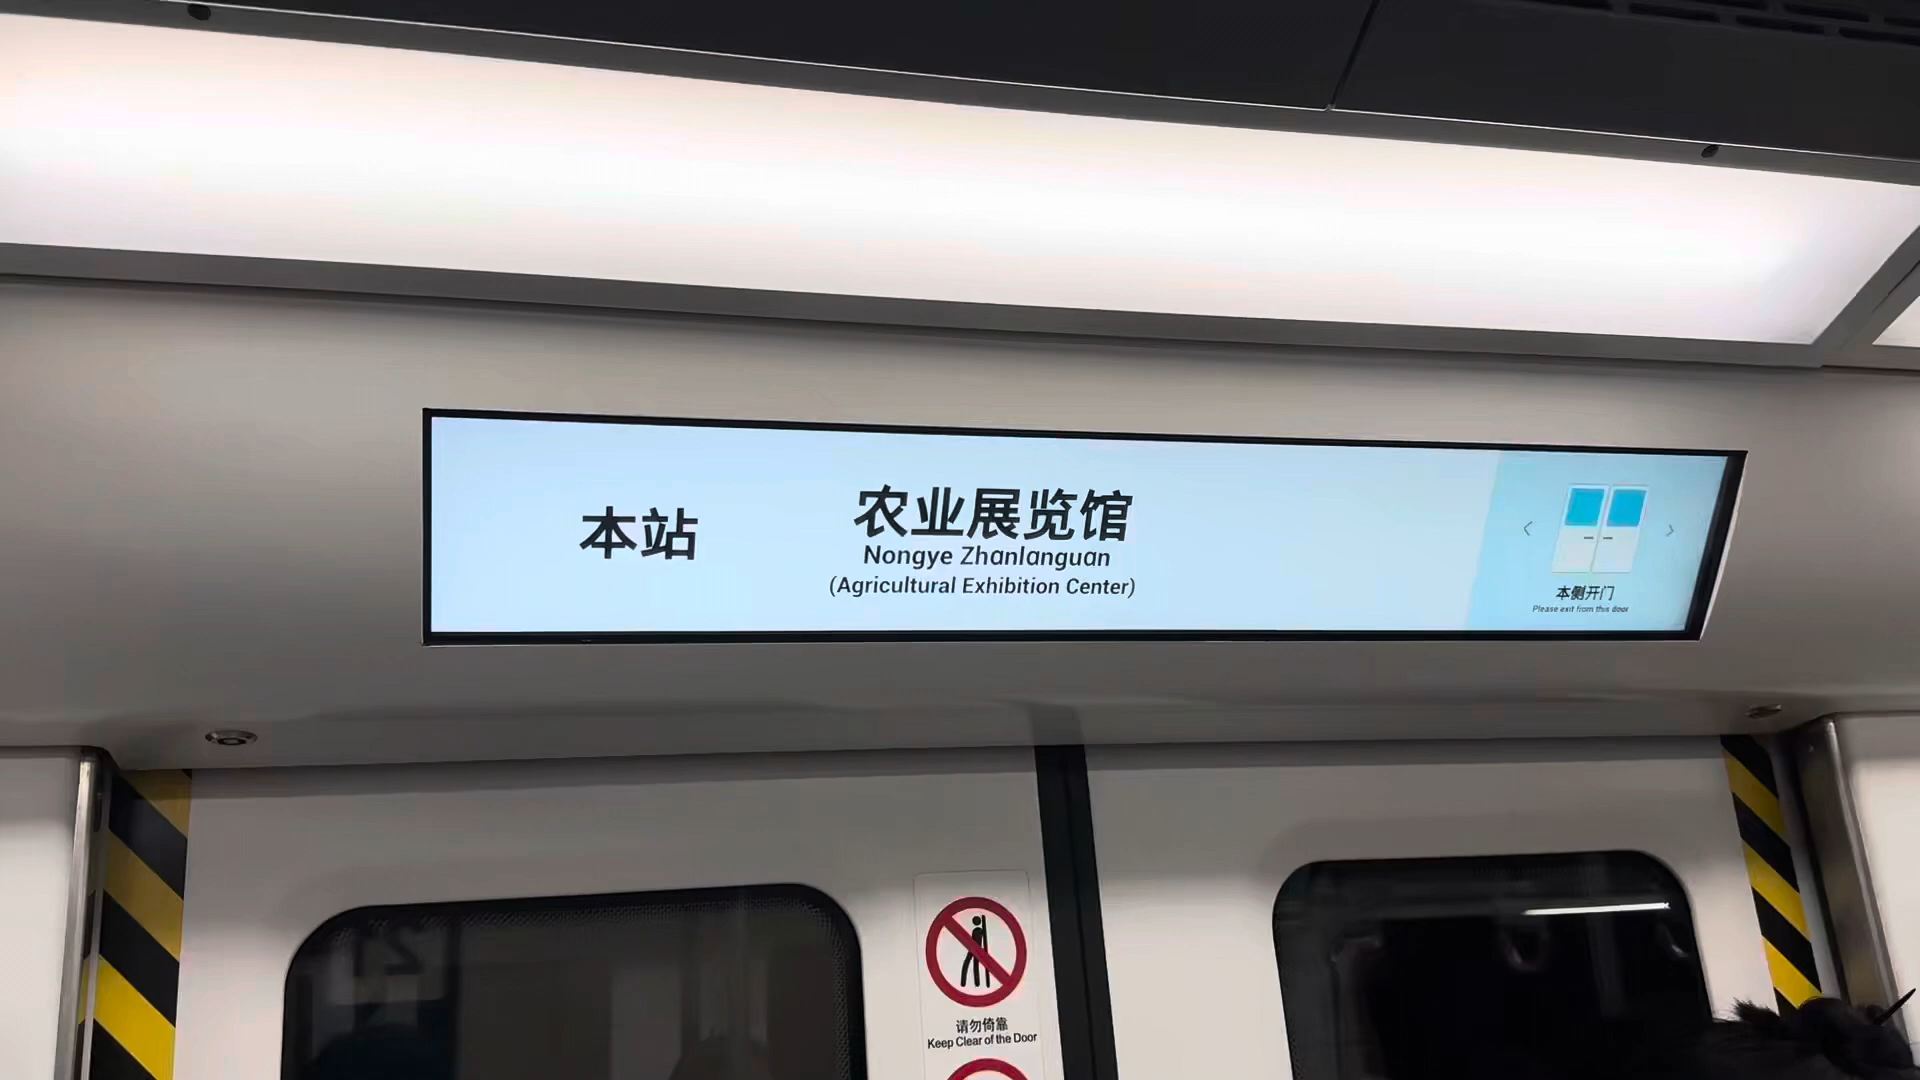 本站
农业展览馆
Nongye Zhanlanguan
(Agricultural Exhibition Center)
本侧开门
Please exit from this door
请勿倚靠
Keep Clear of the Door